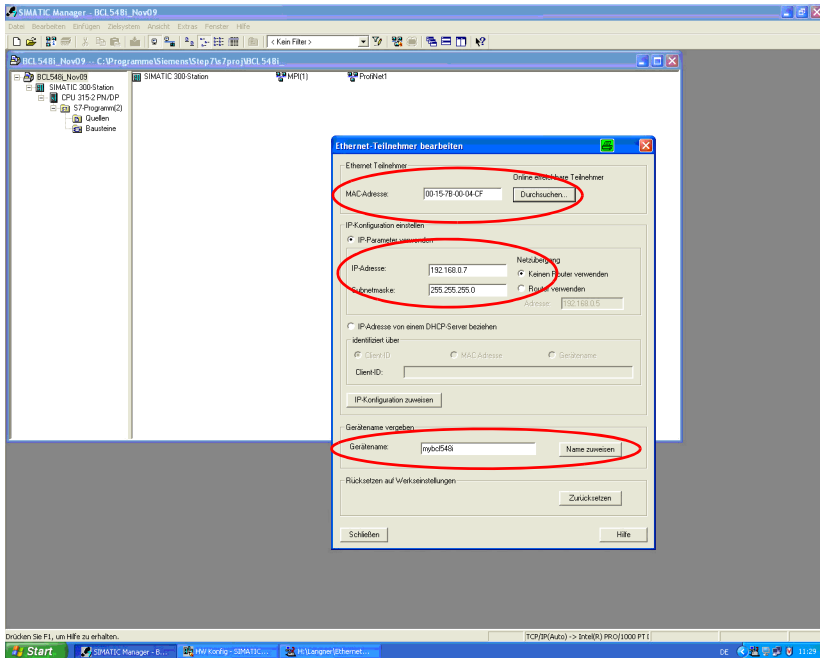 SIMATIC Manager - BCL548i_Nov09
Datei Bearbeiten Einfügen Zielsystem Ansicht Extras Fenster Hilfe
< Kein Filter >
BCL548i_Nov09 -- C:\Programme\Siemens\Step7\s7proj\BCL548i_
BCL548i_Nov09
SIMATIC 300-Station
CPU 315-2 PN/DP
S7-Programm(2)
Quellen
Bausteine
SIMATIC 300-Station
MPI(1)
ProfiNet1
Ethernet-Teilnehmer bearbeiten
Ethernet Teilnehmer
Online erreichbare Teilnehmer
MAC-Adresse: 00-15-7B-00-04-CF Durchsuchen...
IP-Konfiguration einstellen
IP-Parameter verwenden
Netzübergang
IP-Adresse: 192.168.0.7 Keinen Router verwenden
Subnetmaske: 255.255.255.0 Router verwenden
Adresse: 192.168.0.5
IP-Adresse von einem DHCP-Server beziehen
identifiziert über
Client-ID MAC Adresse Gerätename
Client-ID:
IP-Konfiguration zuweisen
Gerätename vergeben
Gerätename: mybcl548i Name zuweisen
Rücksetzen auf Werkseinstellungen
Zurücksetzen
Schließen Hilfe
Drücken Sie F1, um Hilfe zu erhalten.
TCP/IP(Auto) -> Intel(R) PRO/1000 PT
Start SIMATIC Manager - B... HW Konfig - SIMATIC... H:\Langner\Ethernet... DE 11:29